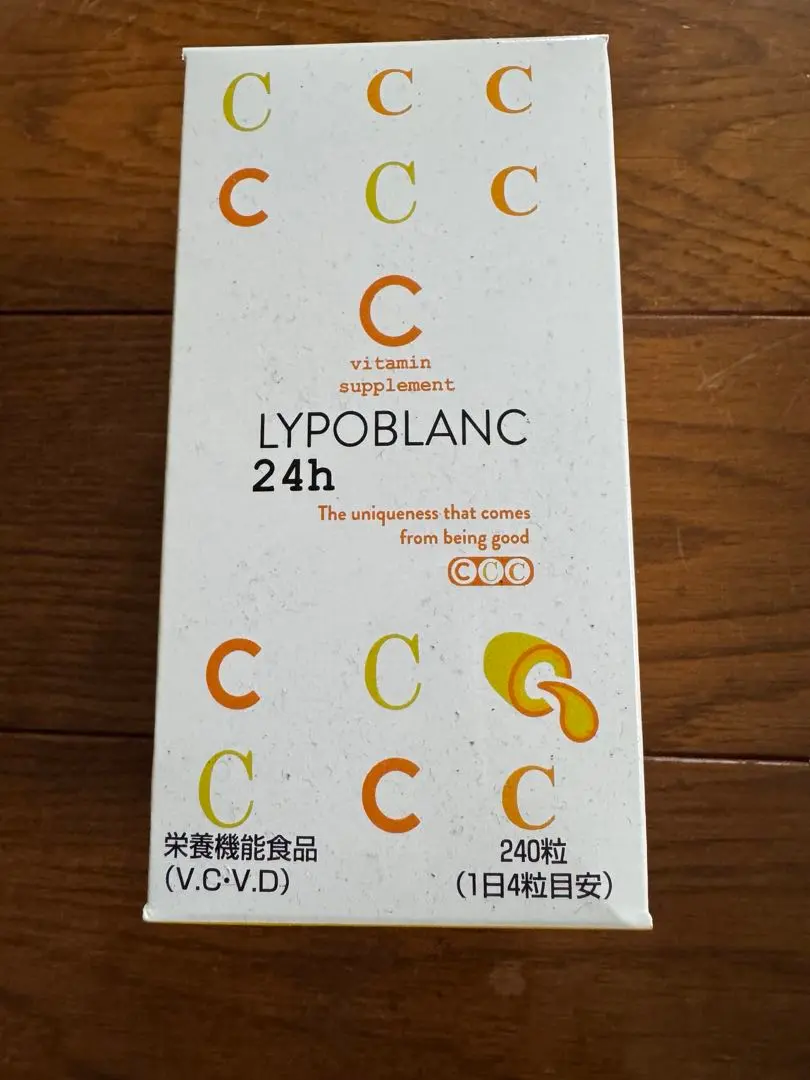 C C C
C C C
C
vitamin
supplement
LYPOBLANC
24h
The uniqueness that comes
from being good
C C C
C C
C C C
栄養機能食品
(V.C・V.D)
240粒
(1日4粒目安)